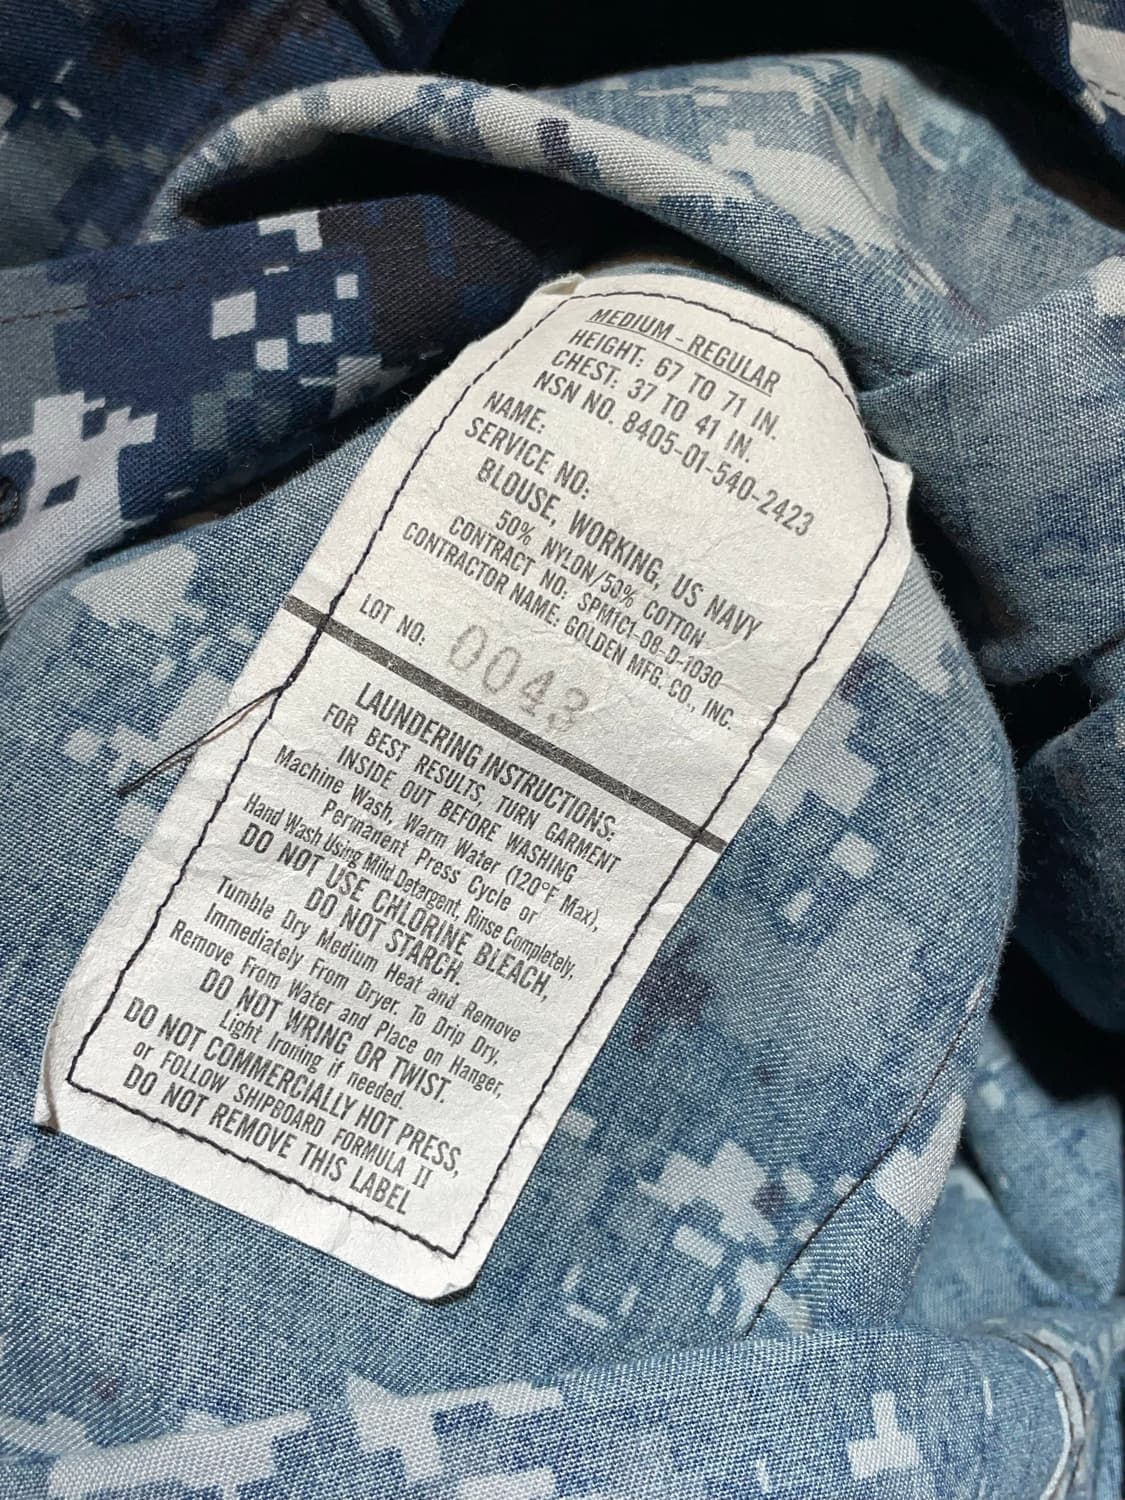 MEDIUM - REGULAR
HEIGHT: 67 TO 71 IN.
CHEST: 37 TO 41 IN.
NSN NO. 8405-01-540-2423
NAME:
SERVICE NO:
BLOUSE, WORKING, US NAVY
50% NYLON/50% COTTON
CONTRACT NO: SPM1C1-08-D-1030
CONTRACTOR NAME: GOLDEN MFG. CO., INC.
LOT NO: 0043
LAUNDERING INSTRUCTIONS:
FOR BEST RESULTS, TURN GARMENT
INSIDE OUT BEFORE WASHING
Machine Wash, Warm Water (120°F Max),
Permanent Press Cycle or
Hand Wash Using Mild Detergent, Rinse Completely,
DO NOT USE CHLORINE BLEACH,
DO NOT STARCH.
Tumble Dry Medium Heat and Remove
Immediately From Dryer. To Drip Dry,
Remove From Water and Place on Hanger,
DO NOT WRING OR TWIST.
Light Ironing if needed.
DO NOT COMMERCIALLY HOT PRESS,
or FOLLOW SHIPBOARD FORMULA II
DO NOT REMOVE THIS LABEL